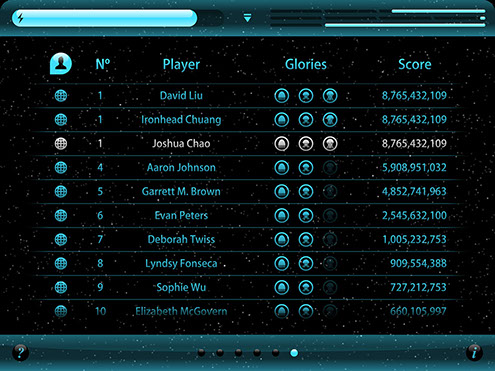 Nº Player Glories Score
1 David Liu 8,765,432,109
1 Ironhead Chuang 8,765,432,109
1 Joshua Chao 8,765,432,109
4 Aaron Johnson 5,908,951,032
5 Garrett M. Brown 4,852,741,963
6 Evan Peters 2,545,632,100
7 Deborah Twiss 1,005,232,753
8 Lyndsy Fonseca 909,554,388
9 Sophie Wu 727,212,753
10 Elizabeth McGovern 660,105,997
? i